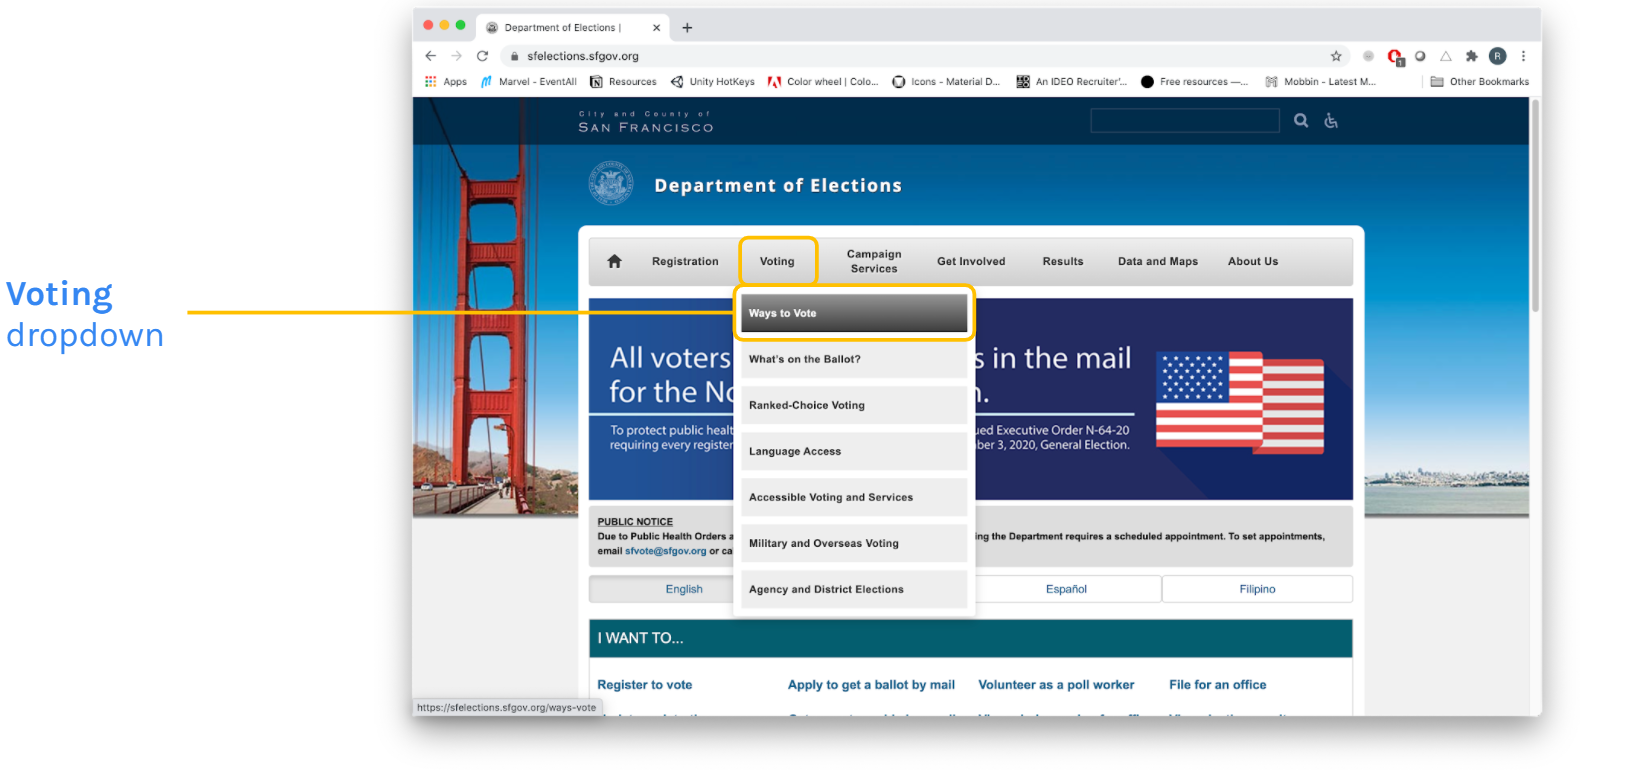 Department of Elections |
sfelections.sfgov.org
Apps
Marvel - EventAll
Resources
Unity HotKeys
Color wheel | Colo...
Icons - Material D...
An IDEO Recruiter'...
Free resources —...
Mobbin - Latest M...
Other Bookmarks
R
1
City and County of
SAN FRANCISCO
Department of Elections
Registration
Voting
Campaign
Services
Get Involved
Results
Data and Maps
About Us
Voting
dropdown
Ways to Vote
What's on the Ballot?
Ranked-Choice Voting
Language Access
Accessible Voting and Services
Military and Overseas Voting
Agency and District Elections
All voters s in the mail
for the No n.
To protect public healt ued Executive Order N-64-20
requiring every register ber 3, 2020, General Election.
PUBLIC NOTICE
Due to Public Health Orders a ing the Department requires a scheduled appointment. To set appointments,
email sfvote@sfgov.org or ca
English
Español
Filipino
I WANT TO...
Register to vote
Apply to get a ballot by mail
Volunteer as a poll worker
File for an office
https://sfelections.sfgov.org/ways-vote